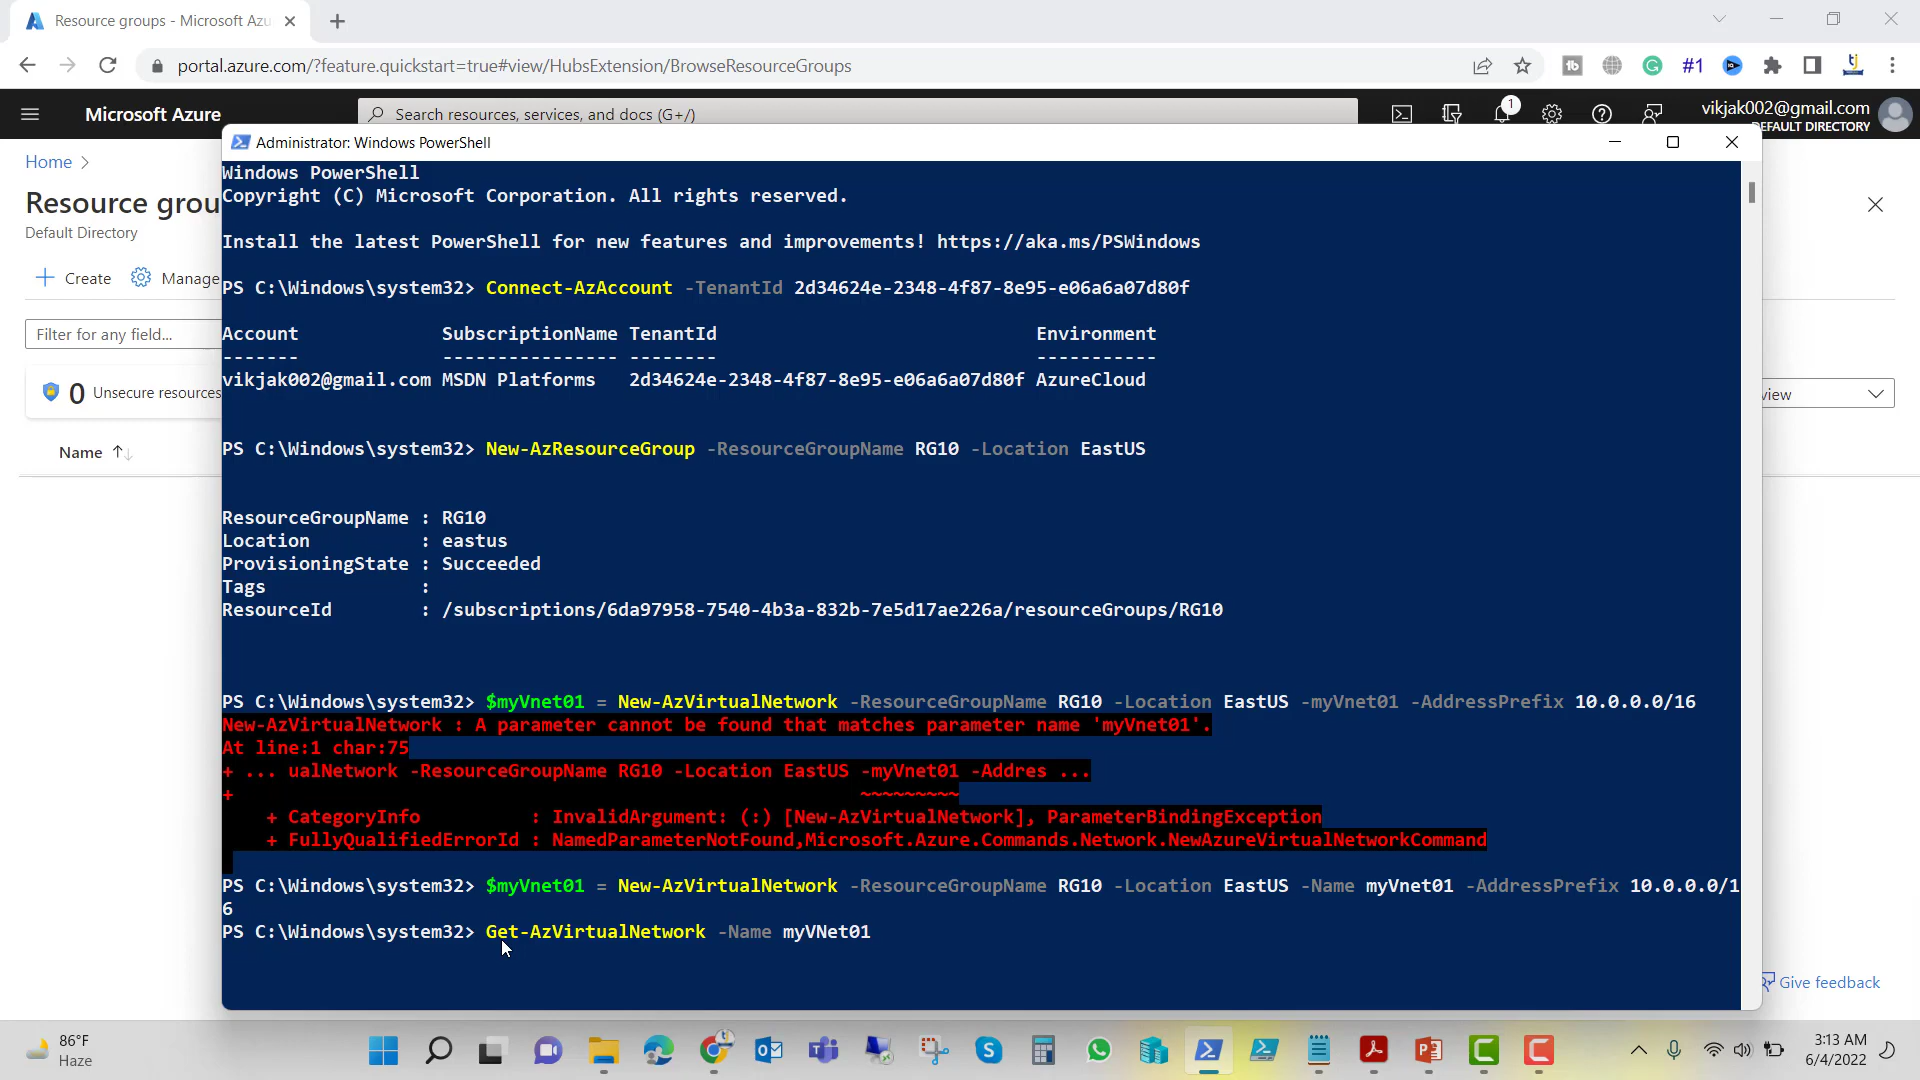 Resource groups - Microsoft Azu
portal.azure.com/?feature.quickstart=true#view/HubsExtension/BrowseResourceGroups
#1
Microsoft Azure
Search resources, services, and docs (G+/)
1
vikjak002@gmail.com
DEFAULT DIRECTORY
Home
Administrator: Windows PowerShell
Resource grou
Default Directory
Create
Manage
Filter for any field...
0 Unsecure resources
view
Name
Windows PowerShell
Copyright (C) Microsoft Corporation. All rights reserved.
Install the latest PowerShell for new features and improvements! https://aka.ms/PSWindows
PS C:\Windows\system32> Connect-AzAccount -TenantId 2d34624e-2348-4f87-8e95-e06a6a07d80f
Account SubscriptionName TenantId Environment
------- ---------------- -------- -----------
vikjak002@gmail.com MSDN Platforms 2d34624e-2348-4f87-8e95-e06a6a07d80f AzureCloud
PS C:\Windows\system32> New-AzResourceGroup -ResourceGroupName RG10 -Location EastUS
ResourceGroupName : RG10
Location : eastus
ProvisioningState : Succeeded
Tags :
ResourceId : /subscriptions/6da97958-7540-4b3a-832b-7e5d17ae226a/resourceGroups/RG10
PS C:\Windows\system32> $myVnet01 = New-AzVirtualNetwork -ResourceGroupName RG10 -Location EastUS -myVnet01 -AddressPrefix 10.0.0.0/16
New-AzVirtualNetwork : A parameter cannot be found that matches parameter name 'myVnet01'.
At line:1 char:75
+ ... ualNetwork -ResourceGroupName RG10 -Location EastUS -myVnet01 -Addres ...
+ ~~~~~~~~~
+ CategoryInfo : InvalidArgument: (:) [New-AzVirtualNetwork], ParameterBindingException
+ FullyQualifiedErrorId : NamedParameterNotFound,Microsoft.Azure.Commands.Network.NewAzureVirtualNetworkCommand
PS C:\Windows\system32> $myVnet01 = New-AzVirtualNetwork -ResourceGroupName RG10 -Location EastUS -Name myVnet01 -AddressPrefix 10.0.0.0/1
6
PS C:\Windows\system32> Get-AzVirtualNetwork -Name myVNet01
Give feedback
86°F
Haze
3:13 AM
6/4/2022